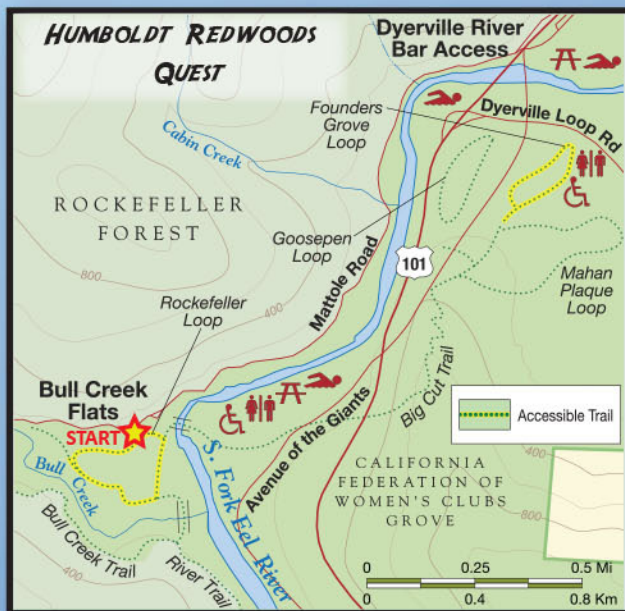 HUMBOLDT REDWOODS
QUEST
Dyerville River
Bar Access
Founders
Grove
Loop
Dyerville Loop Rd
Cabin Creek
ROCKEFELLER
FOREST
Goosepen
Loop
101
Mattole Road
Mahan
Plaque
Loop
800
400
Rockefeller
Loop
Big Cut Trail
Bull Creek
Flats
START
Accessible Trail
Avenue of the Giants
S. Fork Eel River
Bull Creek
CALIFORNIA
FEDERATION OF
WOMEN'S CLUBS
GROVE
400
800
Bull Creek Trail
River Trail
400
0 0.25 0.5 Mi
0 0.4 0.8 Km